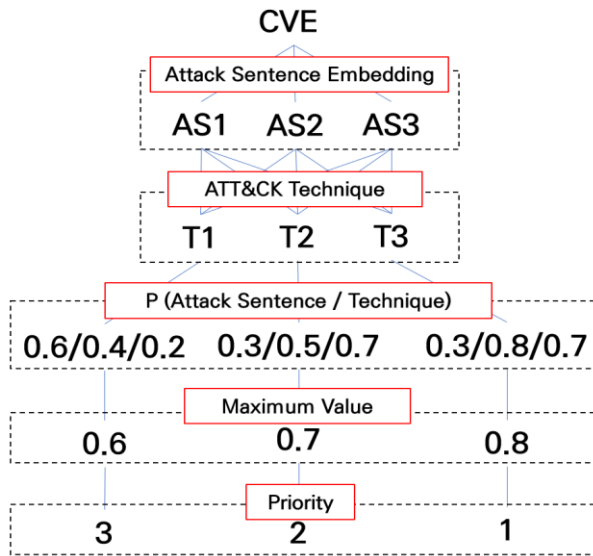 CVE
Attack Sentence Embedding
AS1 AS2 AS3
ATT&CK Technique
T1 T2 T3
P (Attack Sentence / Technique)
0.6/0.4/0.2 0.3/0.5/0.7 0.3/0.8/0.7
Maximum Value
0.6 0.7 0.8
Priority
3 2 1